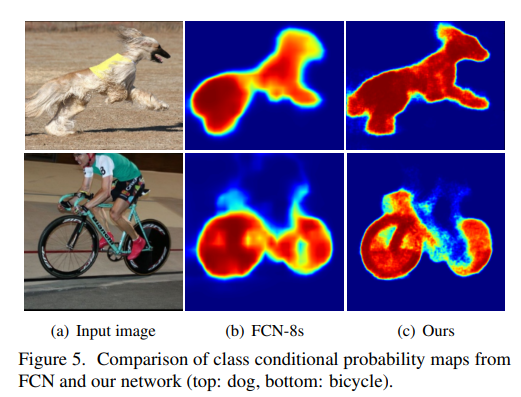 (a) Input image
(b) FCN-8s
(c) Ours
Figure 5. Comparison of class conditional probability maps from
FCN and our network (top: dog, bottom: bicycle).